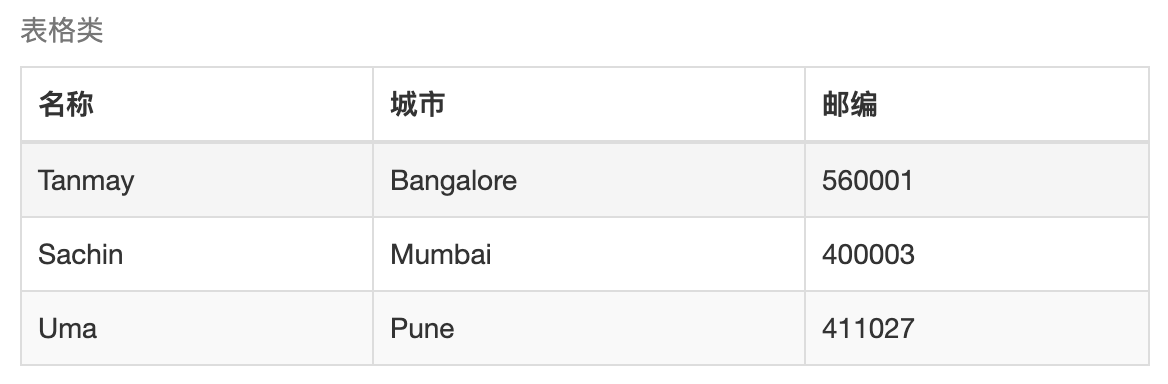 表格类
名称 城市 邮编
Tanmay Bangalore 560001
Sachin Mumbai 400003
Uma Pune 411027